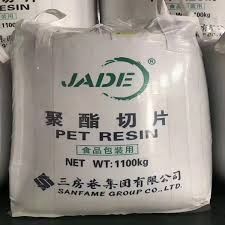 JADE®
聚酯切片
PET RESIN
食品包装用
NET WT: 1100kg
三房巷集团有限公司
SANFAME GROUP CO.,LTD.